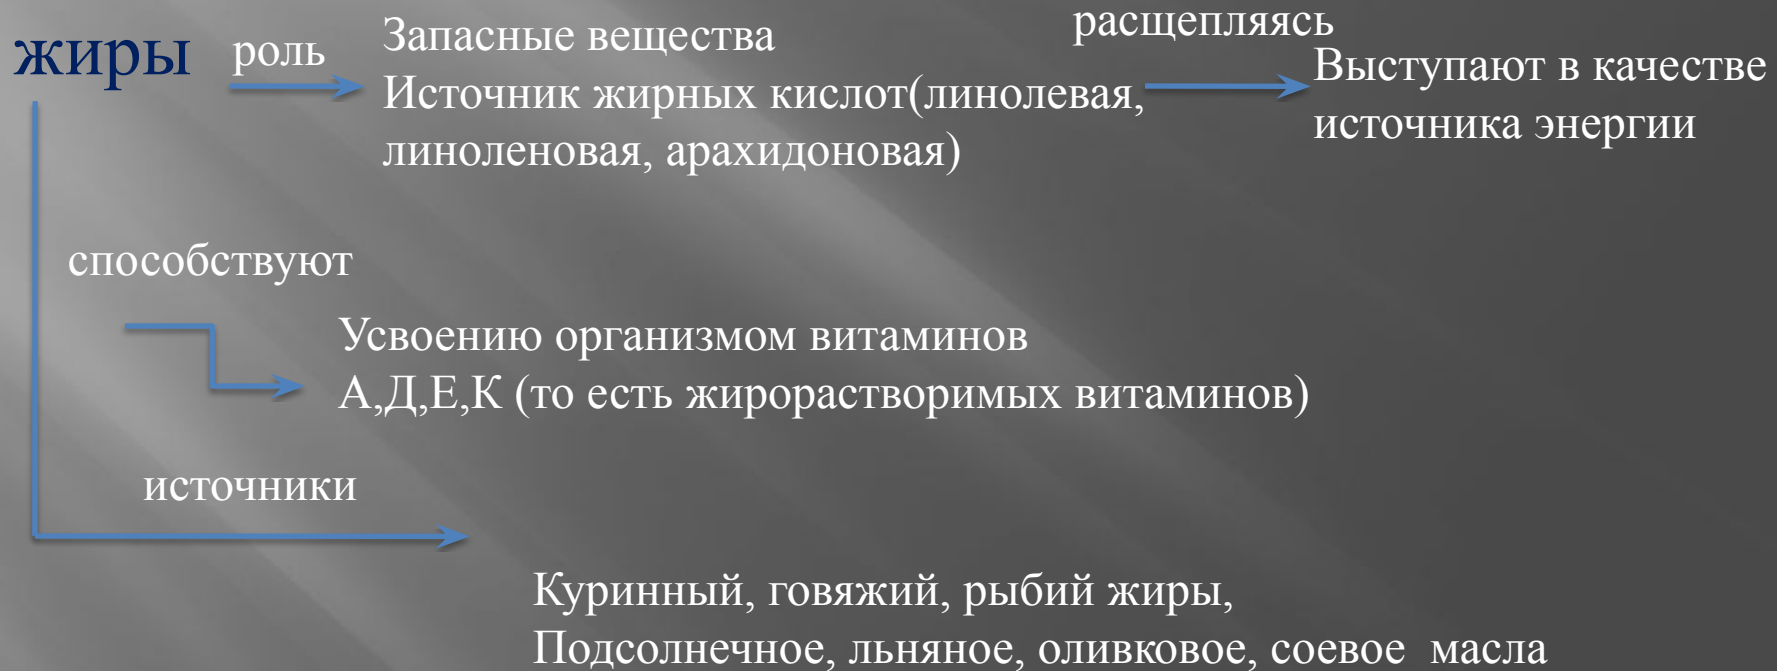 жиры
роль
Запасные вещества
Источник жирных кислот(линолевая,
линоленовая, арахидоновая)
расщепляясь
Выступают в качестве
источника энергии
способствуют
Усвоению организмом витаминов
А,Д,Е,К (то есть жирорастворимых витаминов)
источники
Куринный, говяжий, рыбий жиры,
Подсолнечное, льняное, оливковое, соевое масла